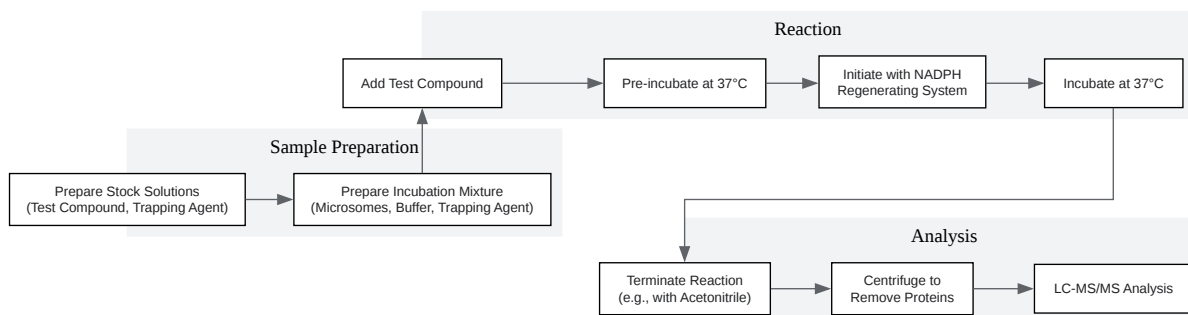 Reaction
Add Test Compound
Pre-incubate at 37°C
Initiate with NADPH
Regenerating System
Incubate at 37°C
Sample Preparation
Prepare Stock Solutions
(Test Compound, Trapping Agent)
Prepare Incubation Mixture
(Microsomes, Buffer, Trapping Agent)
Analysis
Terminate Reaction
(e.g., with Acetonitrile)
Centrifuge to
Remove Proteins
LC-MS/MS Analysis